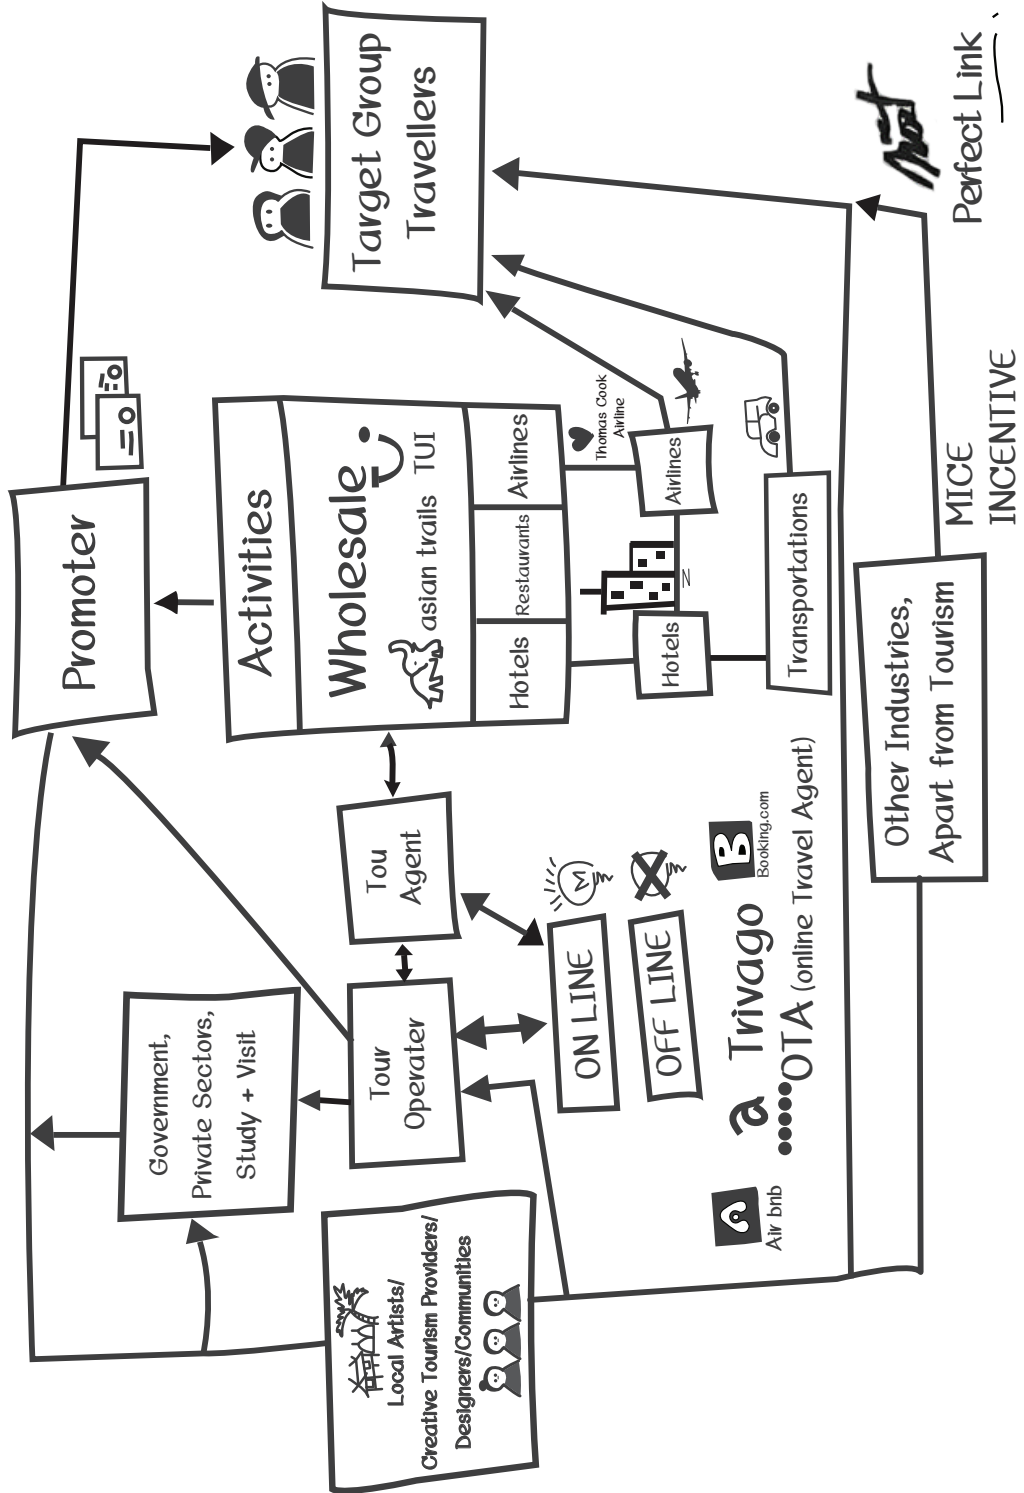 Promoter
Target Group
Travellers
Activities
Wholesale
asian trails TUI
Hotels
Restaurants
Airlines
Thomas Cook
Airline
Hotels
Airlines
Transportations
Government,
Private Sectors,
Study + Visit
Tour
Operater
Tou
Agent
ON LINE
OFF LINE
Local Artists/
Creative Tourism Providers/
Designers/Communities
Air bnb
a
Trivago
B
Booking.com
OTA (online Travel Agent)
Other Industries,
Apart from Tourism
MICE
INCENTIVE
Perfect Link